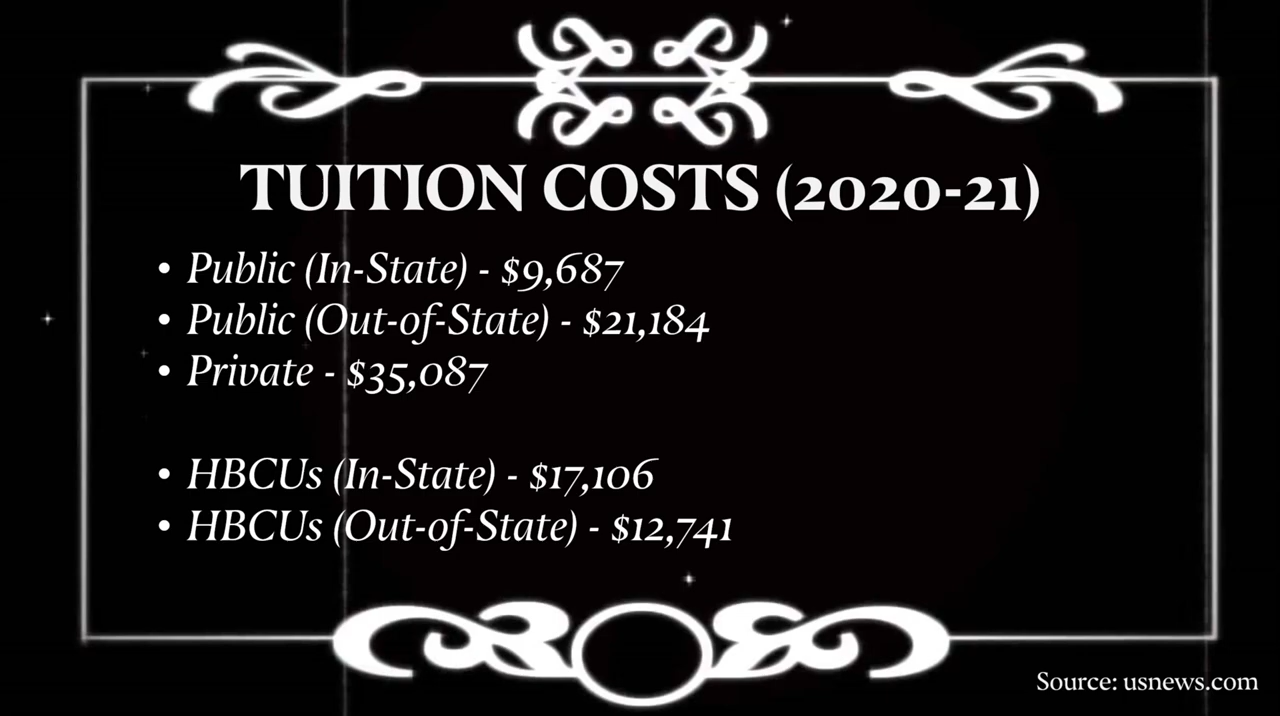 TUITION COSTS (2020-21)
• Public (In-State) - $9,687
• Public (Out-of-State) - $21,184
• Private - $35,087
• HBCUs (In-State) - $17,106
• HBCUs (Out-of-State) - $12,741
Source: usnews.com